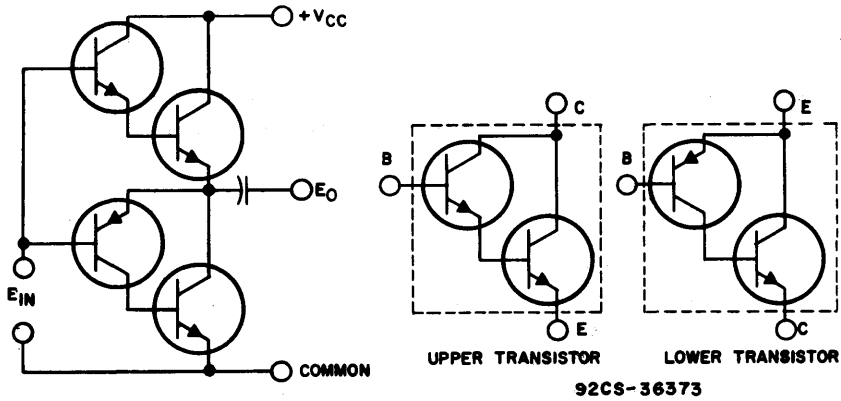 +VCC
EO
EIN
COMMON
B
C
E
UPPER TRANSISTOR
B
E
C
LOWER TRANSISTOR
92CS-36373